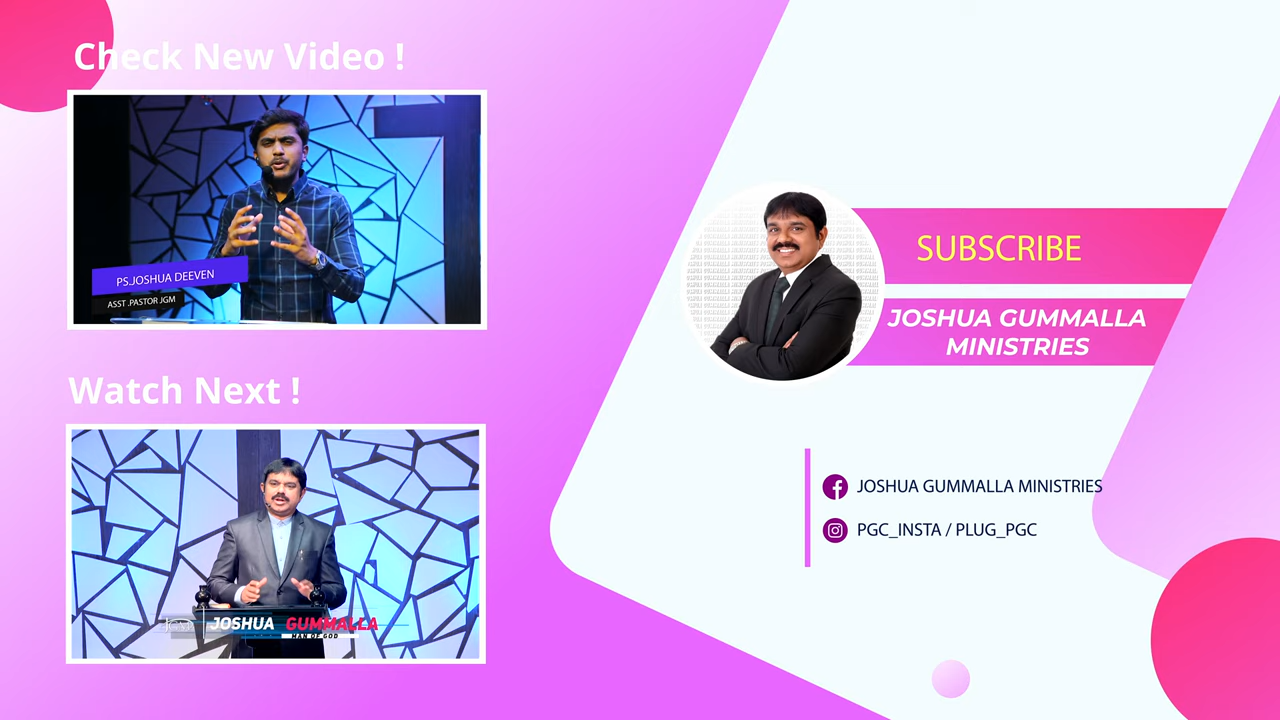 Check New Video !
PS.JOSHUA DEEVEN
ASST .PASTOR JGM
Watch Next !
JOSHUA GUMMALLA
MAN OF GOD
SUBSCRIBE
JOSHUA GUMMALLA
MINISTRIES
JOSHUA GUMMALLA MINISTRIES
PGC_INSTA / PLUG_PGC